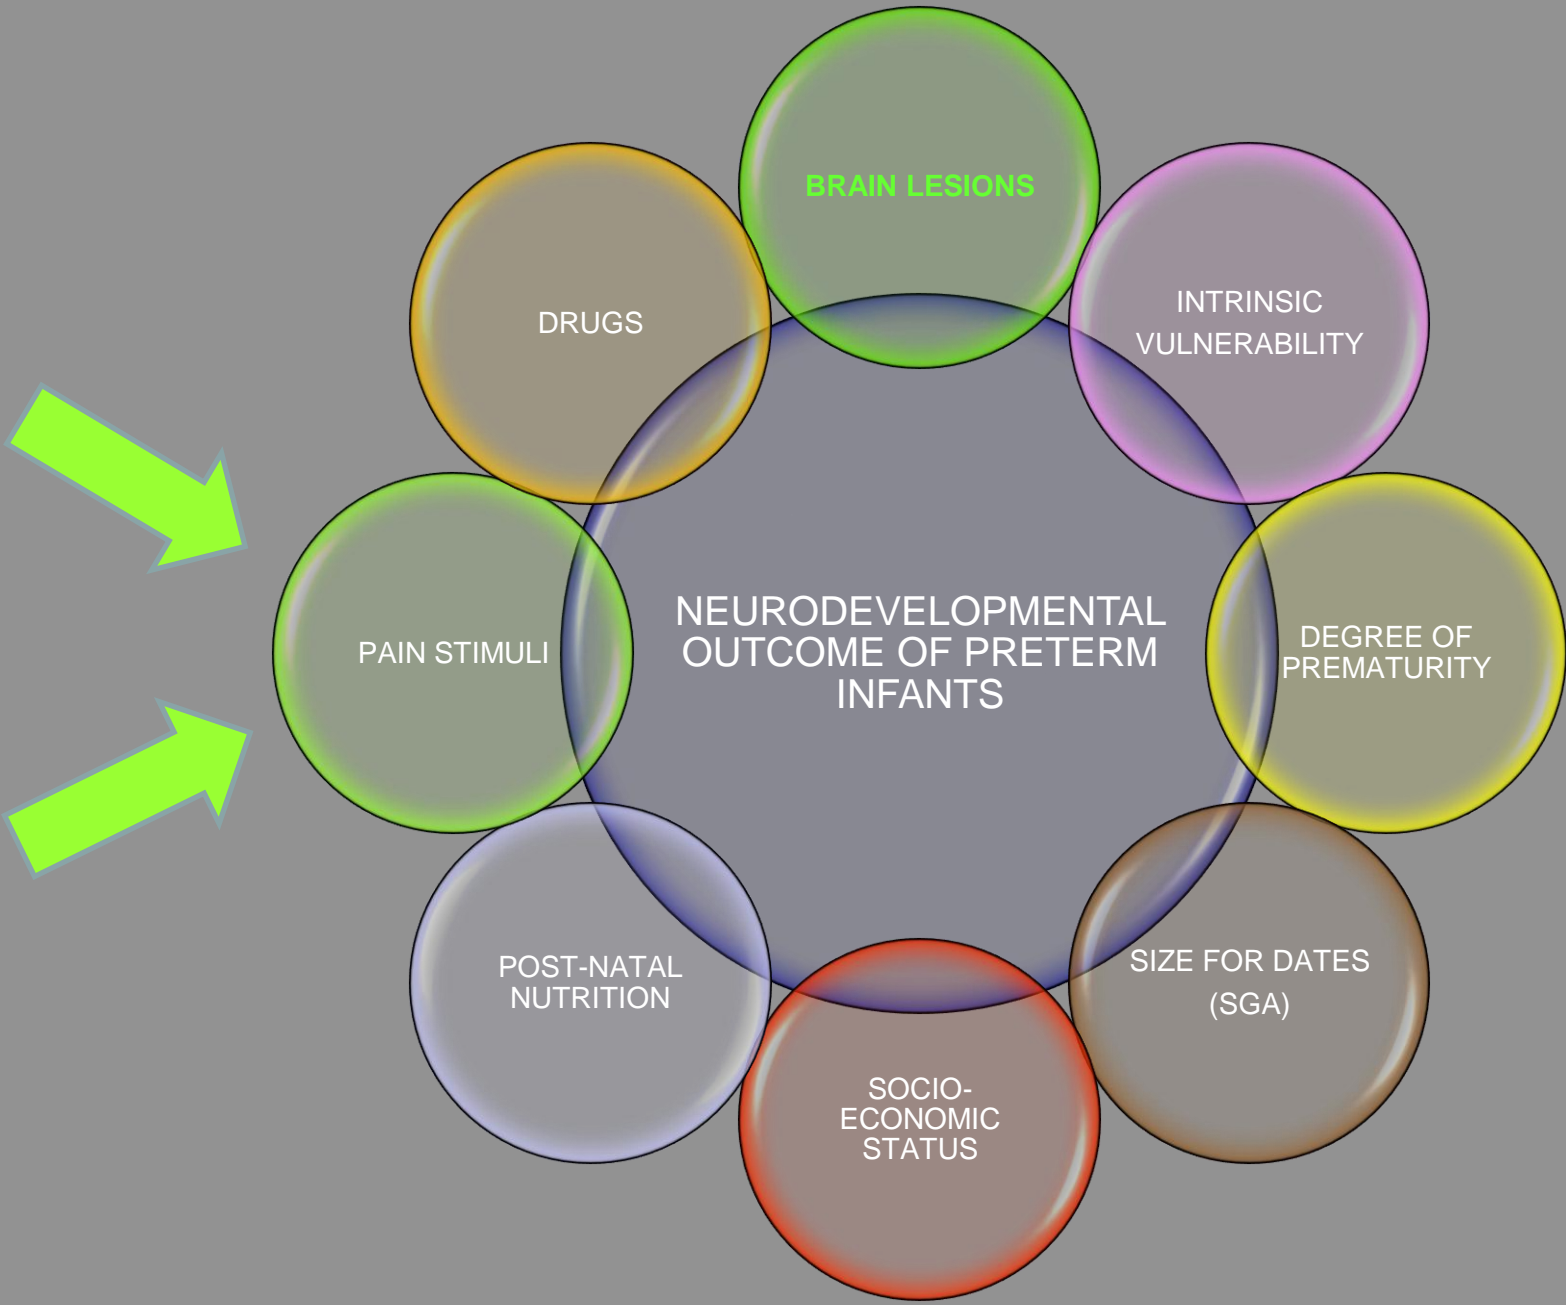 BRAIN LESIONS
INTRINSIC
VULNERABILITY
DRUGS
NEURODEVELOPMENTAL
OUTCOME OF PRETERM
INFANTS
PAIN STIMULI
DEGREE OF
PREMATURITY
POST-NATAL
NUTRITION
SIZE FOR DATES
(SGA)
SOCIO-
ECONOMIC
STATUS